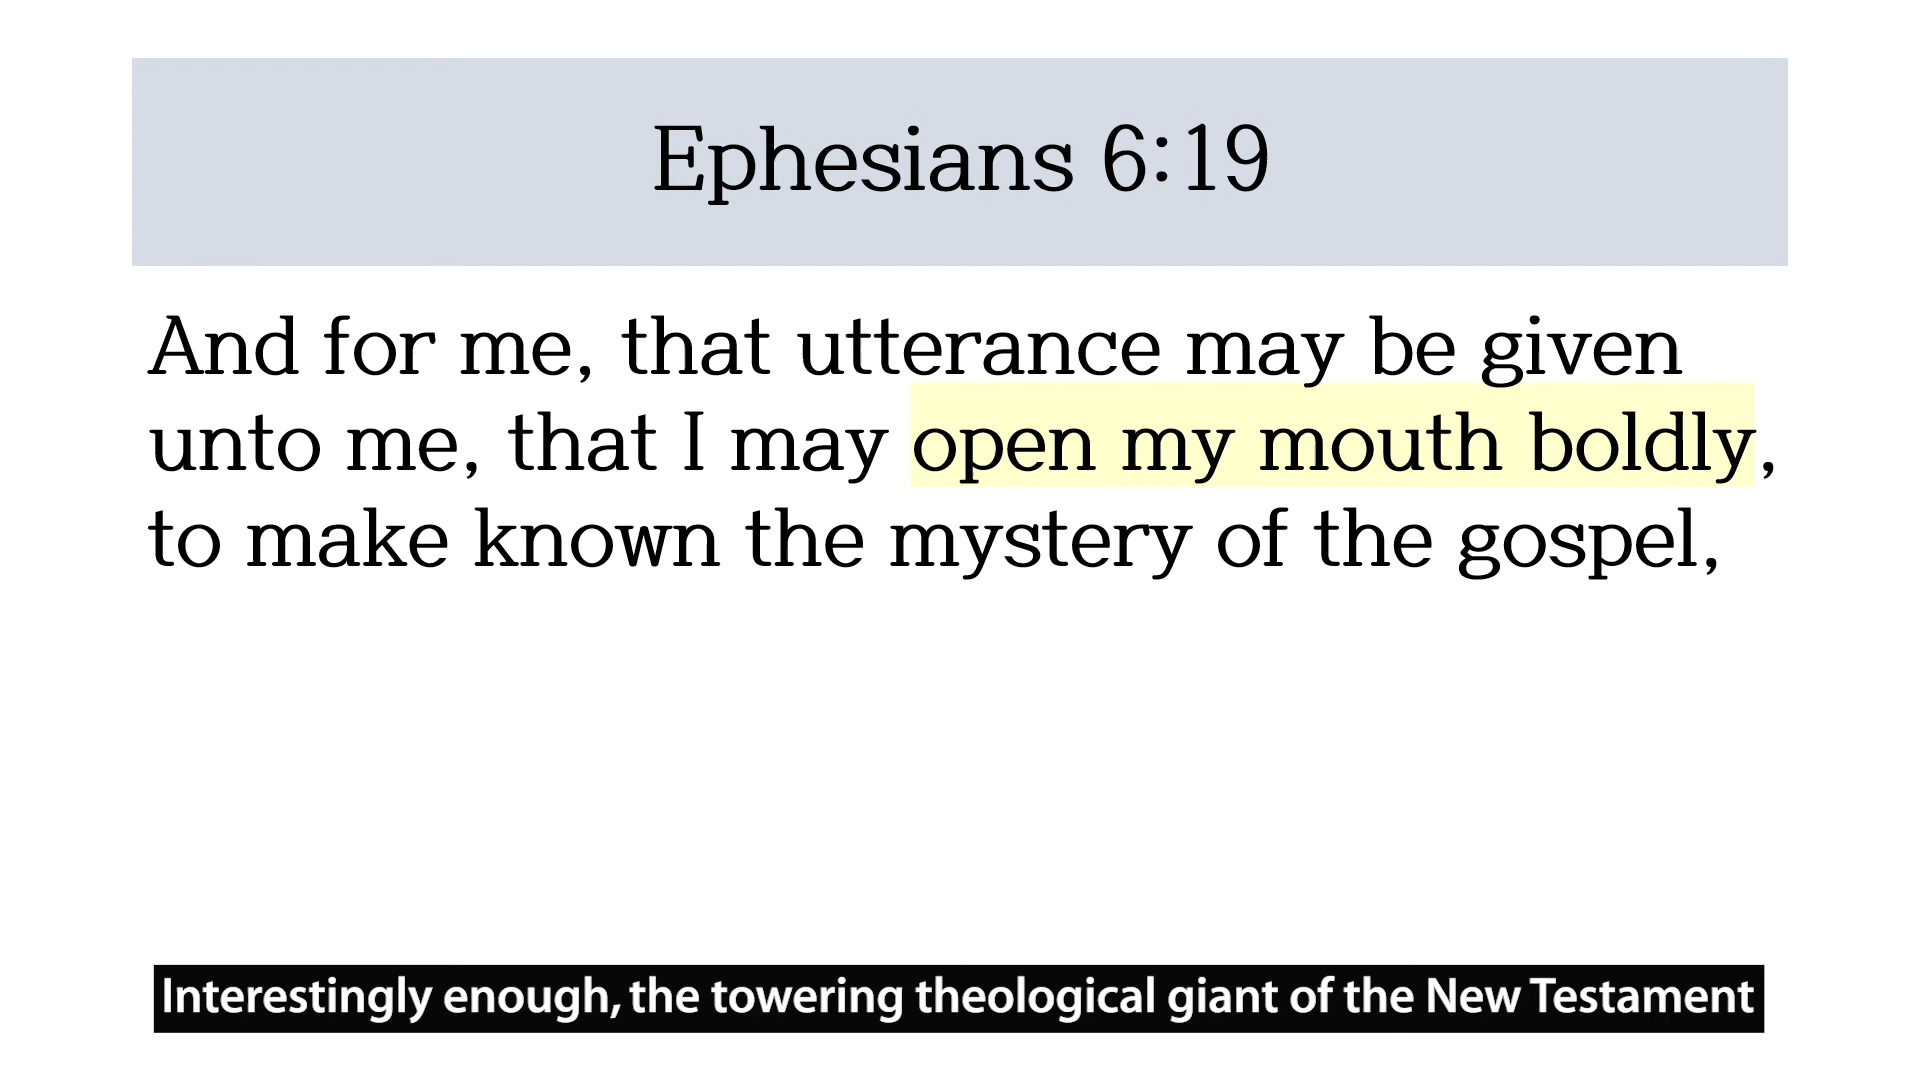 Ephesians 6:19
And for me, that utterance may be given
unto me, that I may open my mouth boldly,
to make known the mystery of the gospel,
Interestingly enough, the towering theological giant of the New Testament